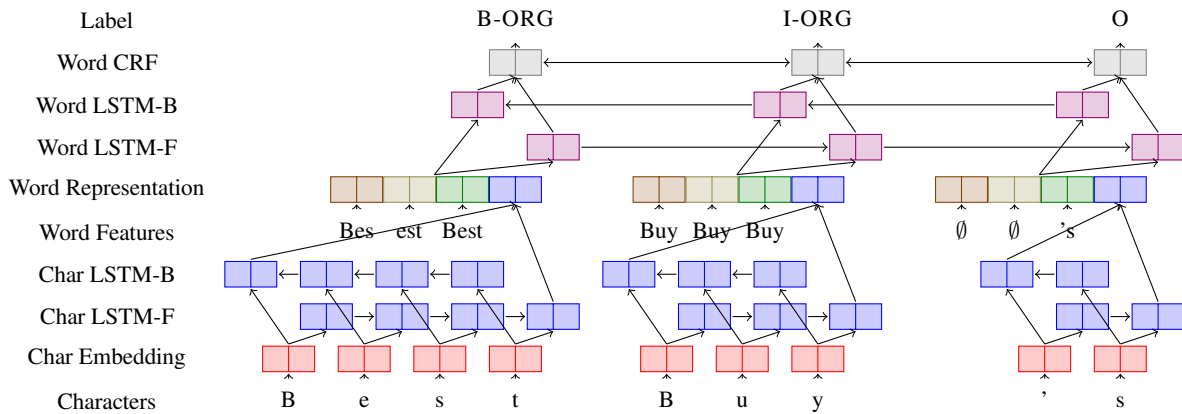 Label B-ORG I-ORG O
Word CRF
Word LSTM-B
Word LSTM-F
Word Representation
Word Features Bes est Best Buy Buy Buy ∅ ∅ 's
Char LSTM-B
Char LSTM-F
Char Embedding
Characters B e s t B u y ' s